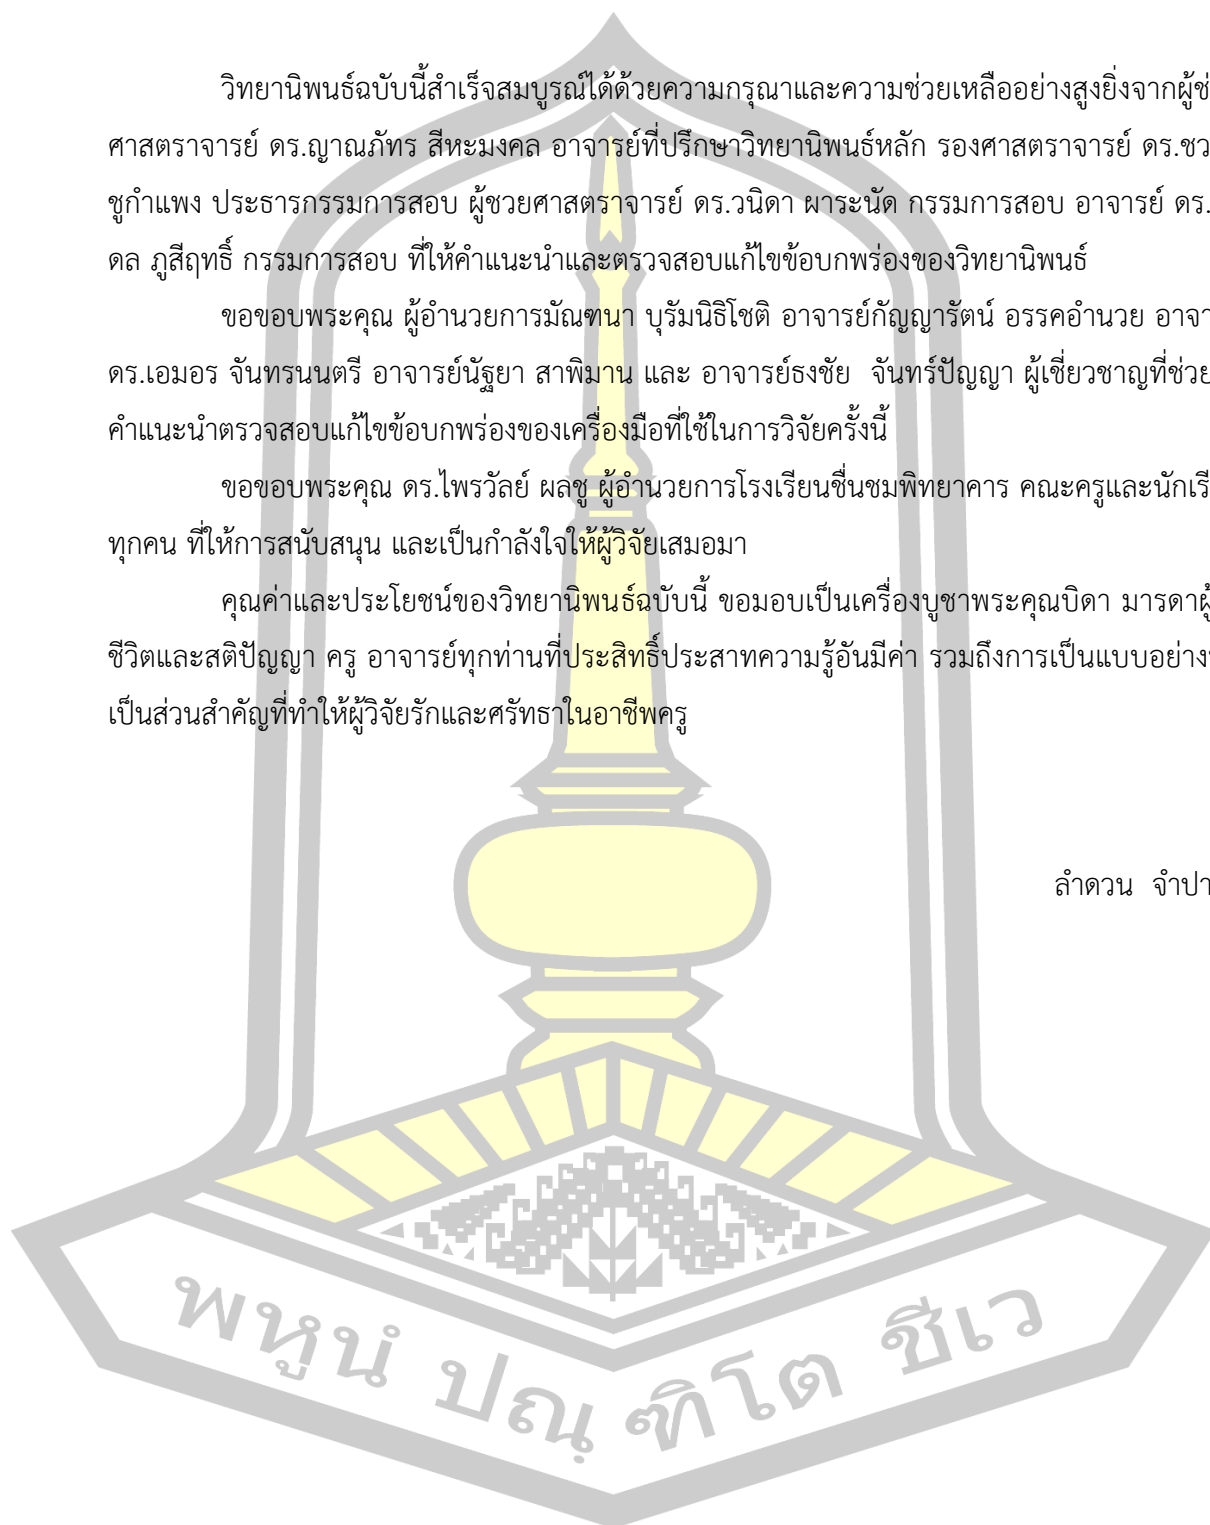 วิทยานิพนธ์ฉบับนี้สำเร็จสมบูรณ์ได้ด้วยความกรุณาและความช่วยเหลืออย่างสูงยิ่งจากผู้ช่
ศาสตราจารย์ ดร.ญาณภัทร สีหะมงคล อาจารย์ที่ปรึกษาวิทยานิพนธ์หลัก รองศาสตราจารย์ ดร.ชว
ชูกำแพง ประธารกรรมการสอบ ผู้ชวยศาสตราจารย์ ดร.วนิดา ผาระนัด กรรมการสอบ อาจารย์ ดร.
ดล ภูสีฤทธิ์ กรรมการสอบ ที่ให้คำแนะนำและตรวจสอบแก้ไขข้อบกพร่องของวิทยานิพนธ์
ขอขอบพระคุณ ผู้อำนวยการมัณฑนา บุรัมนิธิโชติ อาจารย์กัญญารัตน์ อรรคอำนวย อาจา
ดร.เอมอร จันทรนนตรี อาจารย์นัฐยา สาพิมาน และ อาจารย์ธงชัย จันทร์ปัญญา ผู้เชี่ยวชาญที่ช่วย
คำแนะนำตรวจสอบแก้ไขข้อบกพร่องของเครื่องมือที่ใช้ในการวิจัยครั้งนี้
ขอขอบพระคุณ ดร.ไพรวัลย์ ผลชู ผู้อำนวยการโรงเรียนชื่นชมพิทยาคาร คณะครูและนักเรี
ทุกคน ที่ให้การสนับสนุน และเป็นกำลังใจให้ผู้วิจัยเสมอมา
คุณค่าและประโยชน์ของวิทยานิพนธ์ฉบับนี้ ขอมอบเป็นเครื่องบูชาพระคุณบิดา มารดาผู้
ชีวิตและสติปัญญา ครู อาจารย์ทุกท่านที่ประสิทธิ์ประสาทความรู้อันมีค่า รวมถึงการเป็นแบบอย่าง
เป็นส่วนสำคัญที่ทำให้ผู้วิจัยรักและศรัทธาในอาชีพครู
ลำดวน จำปา
พหูนํ ปณฺฑิโต ชีเว